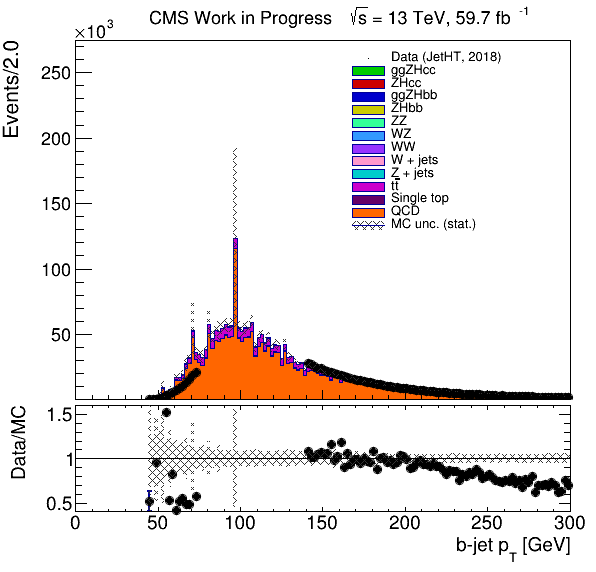 CMS Work in Progress √s = 13 TeV, 59.7 fb -1
×10³
Events/2.0
250
200
150
100
50
Data (JetHT, 2018)
ggZHcc
ZHcc
ggZHbb
ZHbb
ZZ
WZ
WW
W + jets
Z + jets
tt̄
Single top
QCD
MC unc. (stat.)
Data/MC
1.5
1
0.5
0 50 100 150 200 250 300
b-jet p_T [GeV]